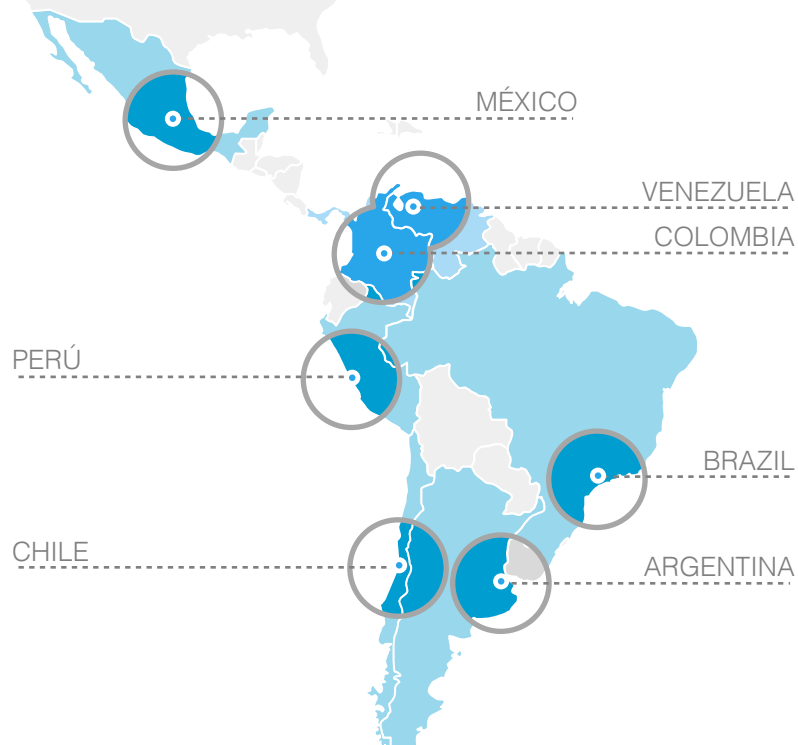 MÉXICO
VENEZUELA
COLOMBIA
PERÚ
BRAZIL
CHILE
ARGENTINA